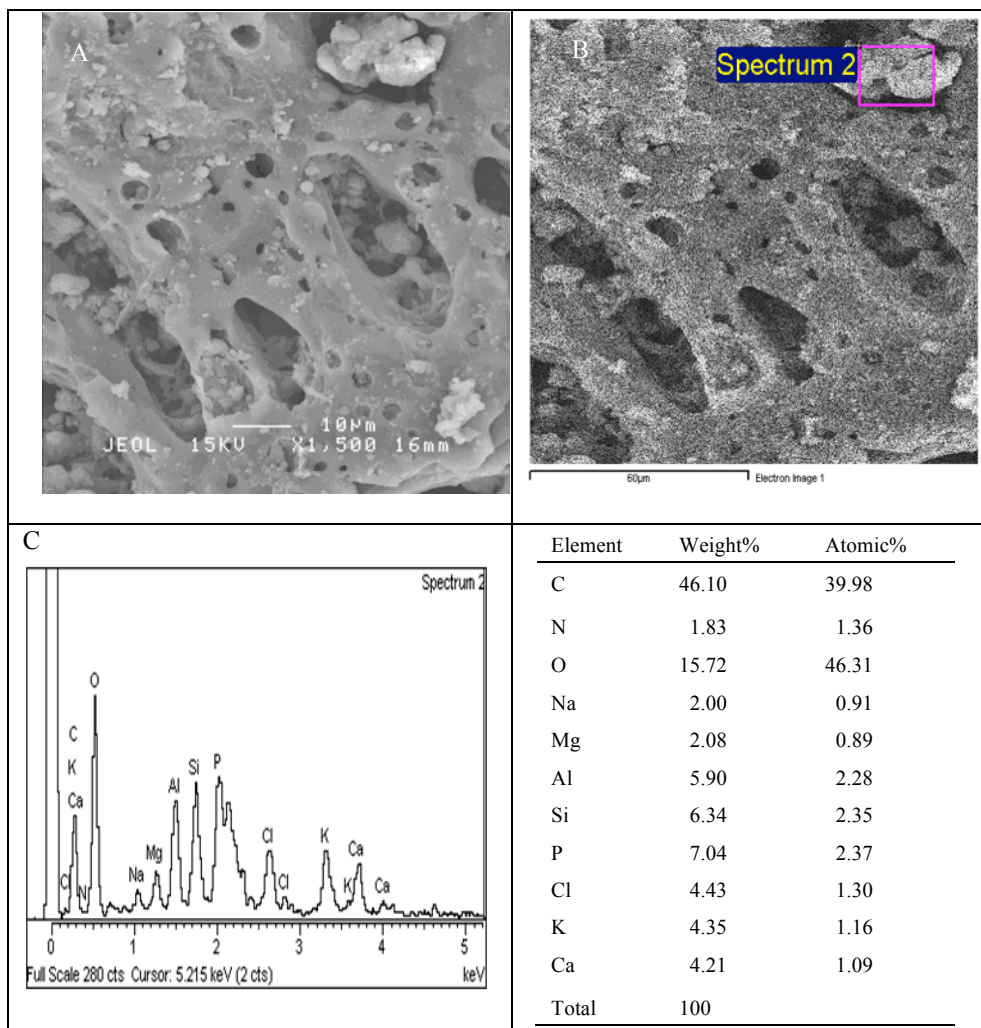 A
JEOL 15KV X1,500 16mm
10µm
B
Spectrum 2
60µm Electron Image 1
C
Spectrum 2
O
C
K
Ca
Cl
N
Na
Mg
Al
Si
P
Cl
Cl
K
K
Ca
Ca
0 1 2 3 4 5
Full Scale 280 cts Cursor: 5.215 keV (2 cts) keV
Element Weight% Atomic%
C 46.10 39.98
N 1.83 1.36
O 15.72 46.31
Na 2.00 0.91
Mg 2.08 0.89
Al 5.90 2.28
Si 6.34 2.35
P 7.04 2.37
Cl 4.43 1.30
K 4.35 1.16
Ca 4.21 1.09
Total 100